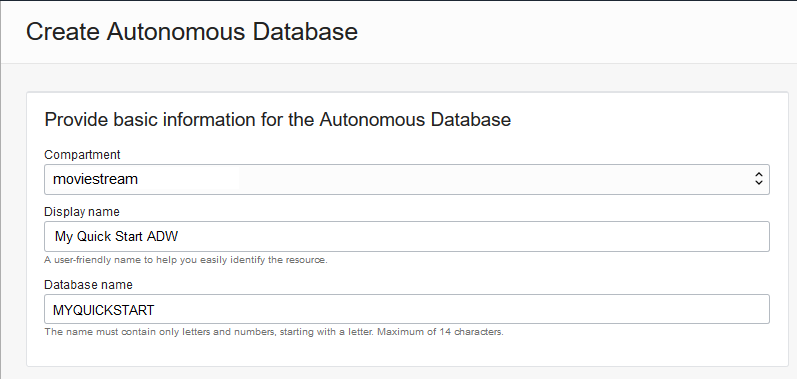 Create Autonomous Database
Provide basic information for the Autonomous Database
Compartment
moviestream
Display name
My Quick Start ADW
A user-friendly name to help you easily identify the resource.
Database name
MYQUICKSTART
The name must contain only letters and numbers, starting with a letter. Maximum of 14 characters.